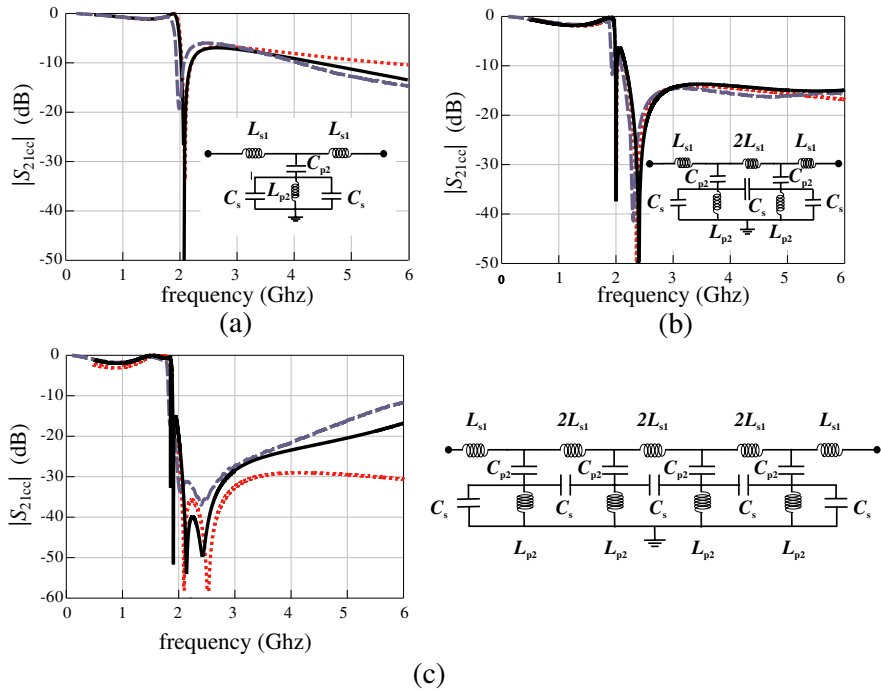 0
-10
-20
-30
-40
-50
|S21cc| (dB)
0 1 2 3 4 5 6
frequency (Ghz)
Ls1 Ls1
Cp2
Cs Lp2 Cs
(a)
0
-10
-20
-30
-40
-50
|S21cc| (dB)
0 1 2 3 4 5 6
frequency (Ghz)
Ls1 2Ls1 Ls1
Cp2 Cp2
Cs Cs Cs
Lp2 Lp2
(b)
0
-10
-20
-30
-40
-50
-60
|S21cc| (dB)
0 1 2 3 4 5 6
frequency (GHz)
Ls1 2Ls1 2Ls1 2Ls1 Ls1
Cp2 Cp2 Cp2 Cp2
Cs Cs Cs Cs Cs
Lp2 Lp2 Lp2 Lp2
(c)